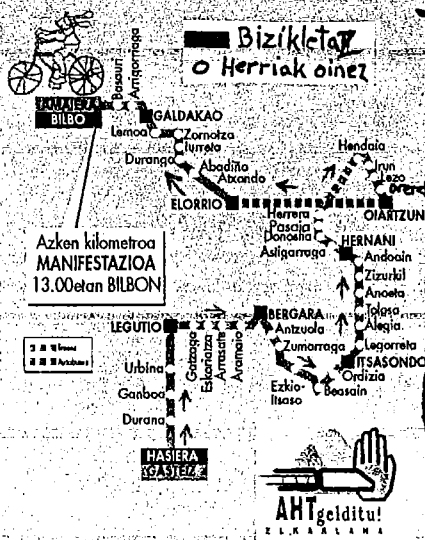 Bizikletaz
Herriak oinez
AMAIERA
BILBO
Basauri
Arrigorriaga
GALDAKAO
Lemoa
Zornotza
Iurreta
Durango
Abadiño
Atxondo
ELORRIO
Hendaia
Irun
Lezo
OIARTZUN
Herrera
Pasaia
Donostia
Astigarraga
HERNANI
Andoain
Zizurkil
Anoeta
Tolosa
Alegia
Legorreta
ITSASONDO
Ordizia
Beasain
Ezkio-
Itsaso
Zumarraga
Antzuola
BERGARA
Aramaio
Arrasate
Eskoriatza
Gatzaga
LEGUTIO
Urbina
Ganboa
Durana
HASIERA
GASTEIZ
Azken kilometroa
MANIFESTAZIOA
13.00etan BILBON
Autobusez
AHT gelditu!
ELKARLANA